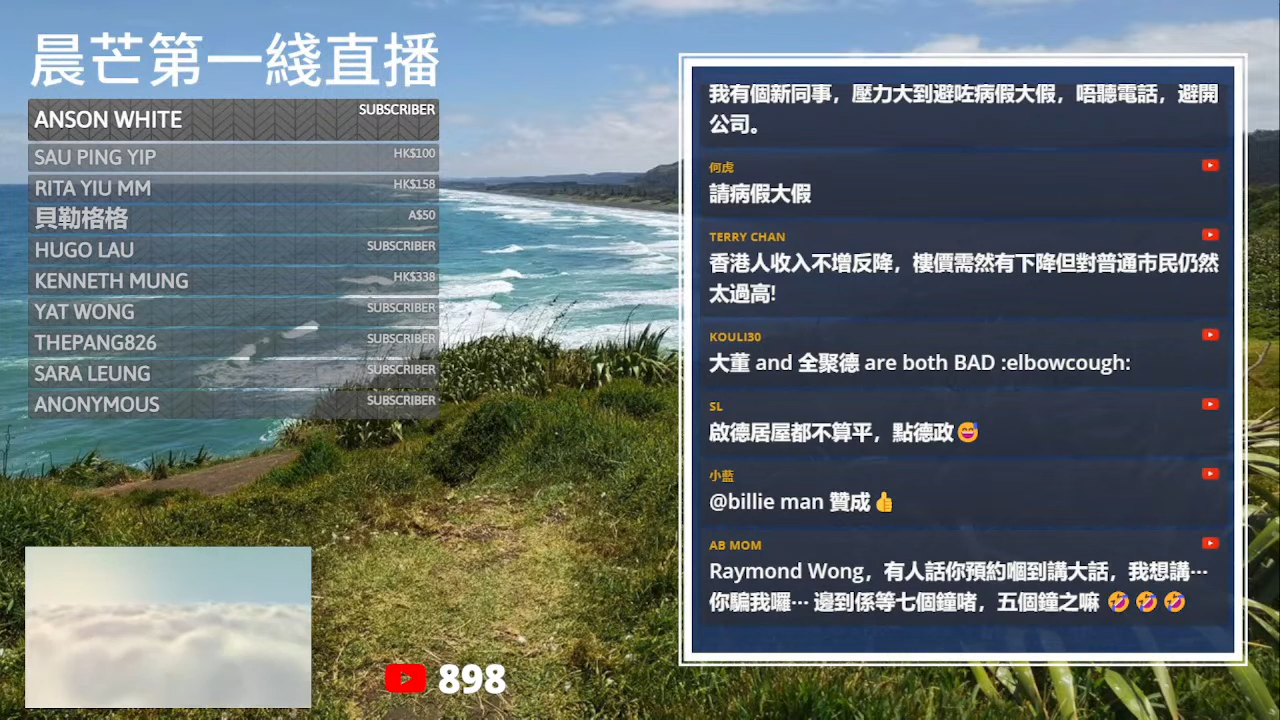 晨芒第一綫直播
ANSON WHITE SUBSCRIBER
SAU PING YIP HK$100
RITA YIU MM HK$158
貝勒格格 A$50
HUGO LAU SUBSCRIBER
KENNETH MUNG HK$338
YAT WONG SUBSCRIBER
THEPANG826 SUBSCRIBER
SARA LEUNG SUBSCRIBER
ANONYMOUS SUBSCRIBER
898
我有個新同事，壓力大到避咗病假大假，唔聽電話，避開
公司。
何虎
請病假大假
TERRY CHAN
香港人收入不增反降，樓價需然有下降但對普通市民仍然
太過高!
KOULI30
大董 and 全聚德 are both BAD :elbowcough:
SL
啟德居屋都不算平，點德政😅
小藍
@billie man 贊成👍
AB MOM
Raymond Wong，有人話你預約嗰到講大話，我想講⋯
你騙我囉⋯ 邊到係等七個鐘啫，五個鐘之嘛 🤣🤣🤣